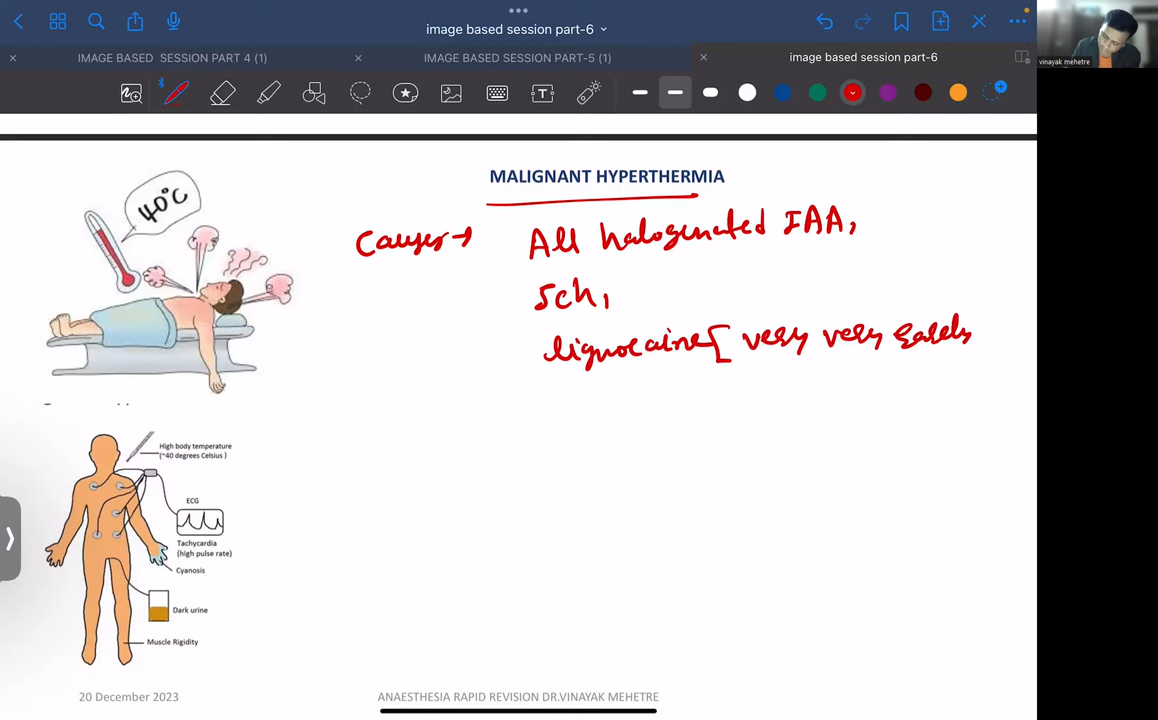 image based session part-6
IMAGE BASED SESSION PART 4 (1)
IMAGE BASED SESSION PART-5 (1)
image based session part-6
vinayak mehetre
MALIGNANT HYPERTHERMIA
40°C
Causes → All halogenated IAA,
Sch,
lignocaine [ very very rarely
High body temperature
(~40 degrees Celsius )
ECG
Tachycardia
(high pulse rate)
Cyanosis
Dark urine
Muscle Rigidity
20 December 2023
ANAESTHESIA RAPID REVISION DR.VINAYAK MEHETRE